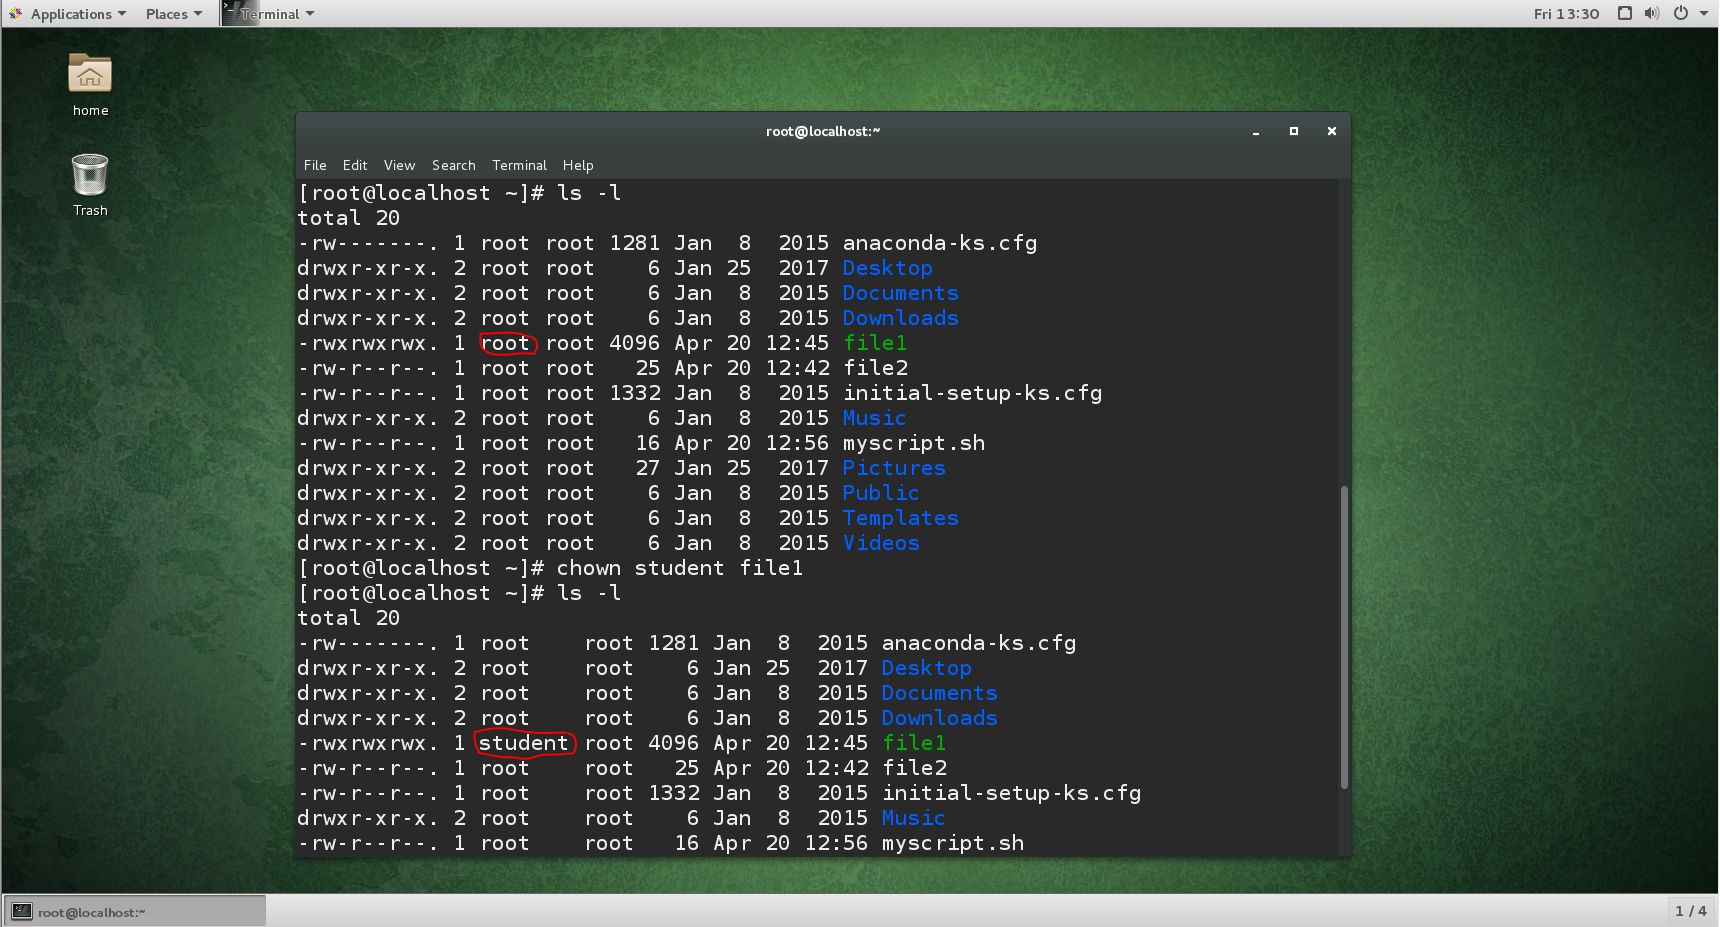 Applications Places Terminal Fri 13:30
home
Trash
root@localhost:~
File Edit View Search Terminal Help
[root@localhost ~]# ls -l
total 20
-rw-------. 1 root root 1281 Jan  8  2015 anaconda-ks.cfg
drwxr-xr-x. 2 root root    6 Jan 25  2017 Desktop
drwxr-xr-x. 2 root root    6 Jan  8  2015 Documents
drwxr-xr-x. 2 root root    6 Jan  8  2015 Downloads
-rwxrwxrwx. 1 root root 4096 Apr 20 12:45 file1
-rw-r--r--. 1 root root   25 Apr 20 12:42 file2
-rw-r--r--. 1 root root 1332 Jan  8  2015 initial-setup-ks.cfg
drwxr-xr-x. 2 root root    6 Jan  8  2015 Music
-rw-r--r--. 1 root root   16 Apr 20 12:56 myscript.sh
drwxr-xr-x. 2 root root   27 Jan 25  2017 Pictures
drwxr-xr-x. 2 root root    6 Jan  8  2015 Public
drwxr-xr-x. 2 root root    6 Jan  8  2015 Templates
drwxr-xr-x. 2 root root    6 Jan  8  2015 Videos
[root@localhost ~]# chown student file1
[root@localhost ~]# ls -l
total 20
-rw-------. 1 root    root 1281 Jan  8  2015 anaconda-ks.cfg
drwxr-xr-x. 2 root    root    6 Jan 25  2017 Desktop
drwxr-xr-x. 2 root    root    6 Jan  8  2015 Documents
drwxr-xr-x. 2 root    root    6 Jan  8  2015 Downloads
-rwxrwxrwx. 1 student root 4096 Apr 20 12:45 file1
-rw-r--r--. 1 root    root   25 Apr 20 12:42 file2
-rw-r--r--. 1 root    root 1332 Jan  8  2015 initial-setup-ks.cfg
drwxr-xr-x. 2 root    root    6 Jan  8  2015 Music
-rw-r--r--. 1 root    root   16 Apr 20 12:56 myscript.sh
root@localhost:~ 1 / 4